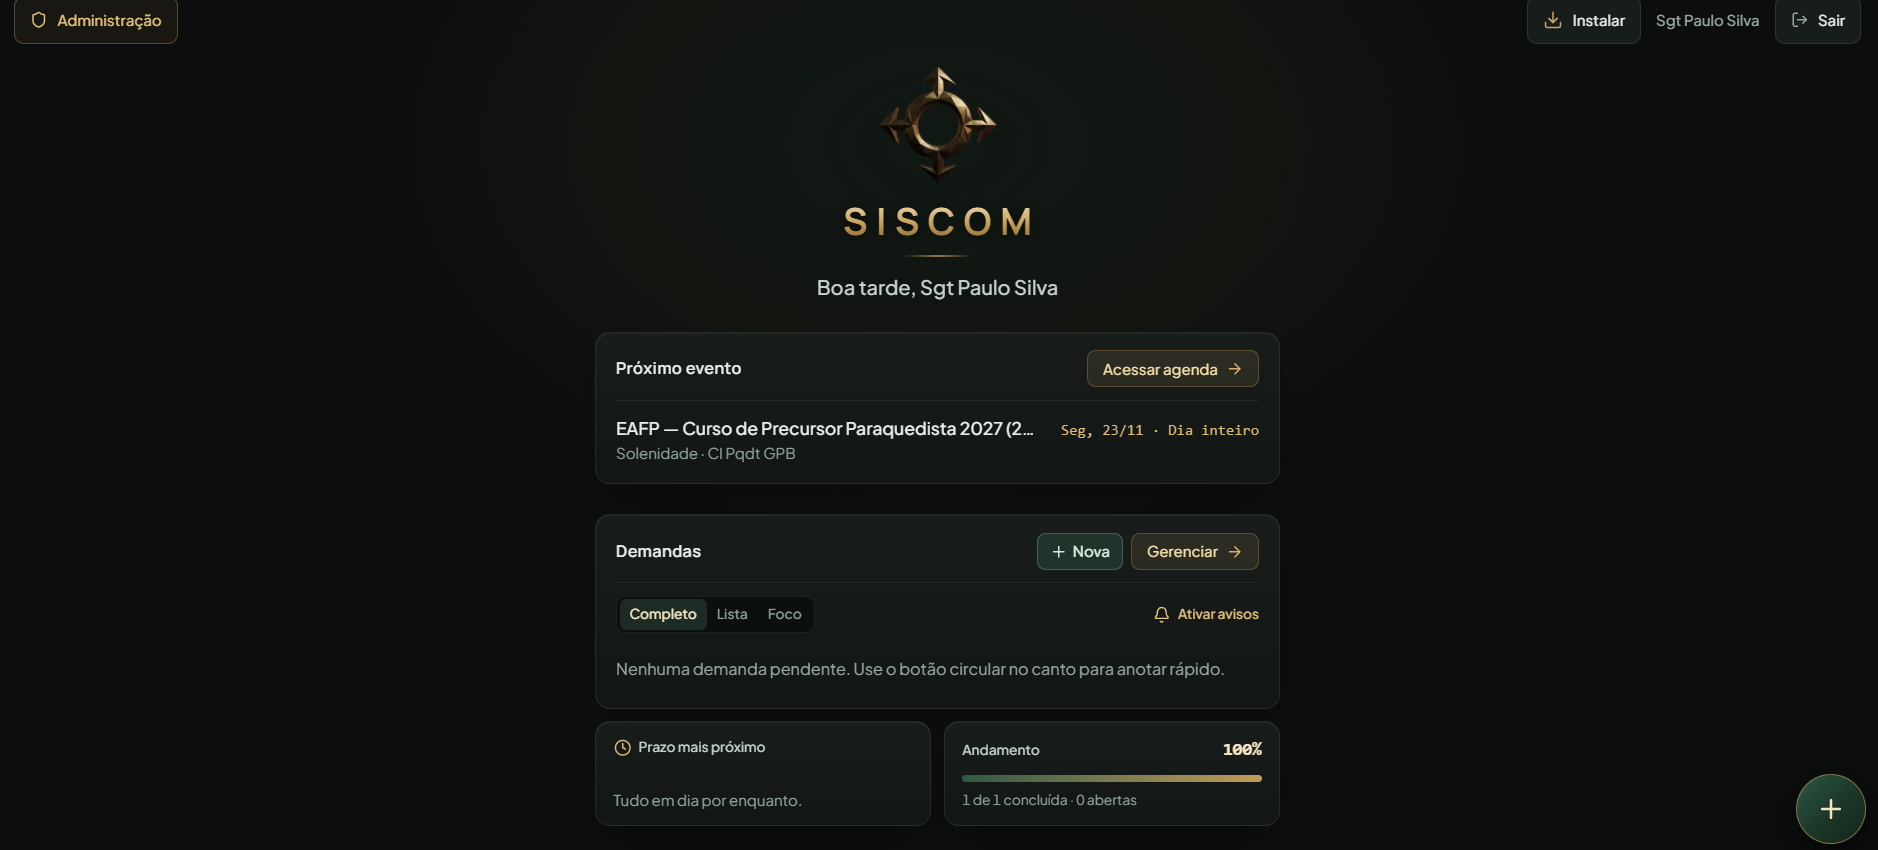 Administração
Instalar
Sgt Paulo Silva
Sair
SISCOM
Boa tarde, Sgt Paulo Silva
Próximo evento
Acessar agenda →
EAFP — Curso de Precursor Paraquedista 2027 (2...
Seg, 23/11 · Dia inteiro
Solenidade · CI Pqdt GPB
Demandas
+ Nova
Gerenciar →
Completo
Lista
Foco
Ativar avisos
Nenhuma demanda pendente. Use o botão circular no canto para anotar rápido.
Prazo mais próximo
Tudo em dia por enquanto.
Andamento
100%
1 de 1 concluída · 0 abertas
+